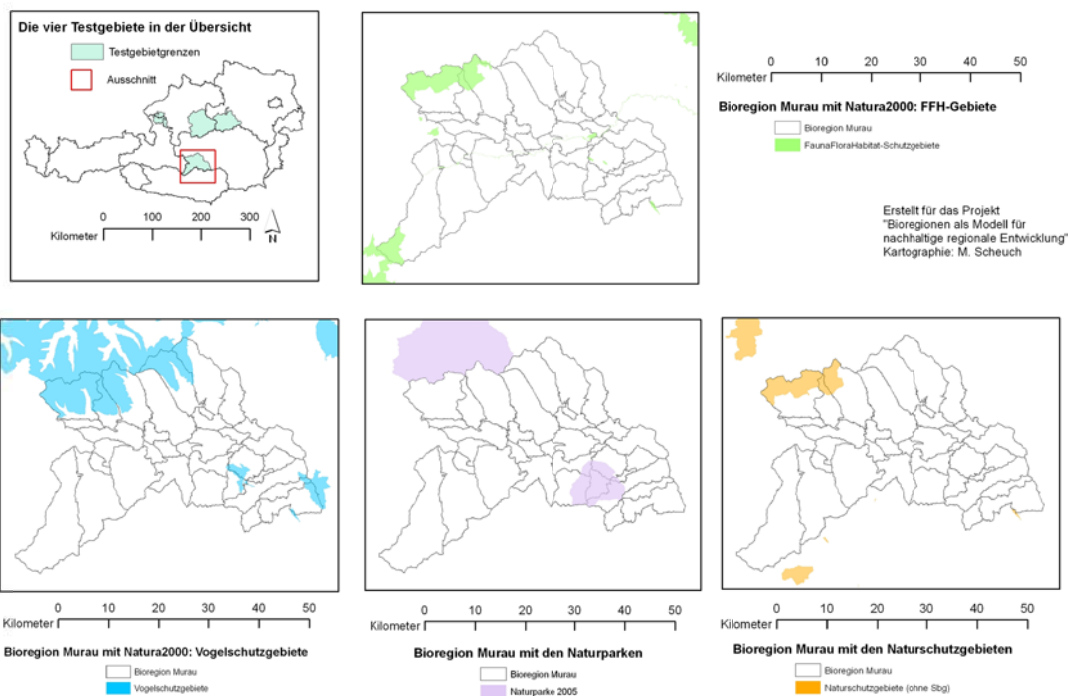 Die vier Testgebiete in der Übersicht
Testgebietgrenzen
Ausschnitt
0 100 200 300
Kilometer
N
0 10 20 30 40 50
Kilometer
Bioregion Murau mit Natura2000: FFH-Gebiete
Bioregion Murau
FaunaFloraHabitat-Schutzgebiete
Erstellt für das Projekt
"Bioregionen als Modell für
nachhaltige regionale Entwicklung"
Kartographie: M. Scheuch
0 10 20 30 40 50
Kilometer
Bioregion Murau mit Natura2000: Vogelschutzgebiete
Bioregion Murau
Vogelschutzgebiete
0 10 20 30 40 50
Kilometer
Bioregion Murau mit den Naturparken
Bioregion Murau
Naturparke 2005
0 10 20 30 40 50
Kilometer
Bioregion Murau mit den Naturschutzgebieten
Bioregion Murau
Naturschutzgebiete (ohne Sbg)